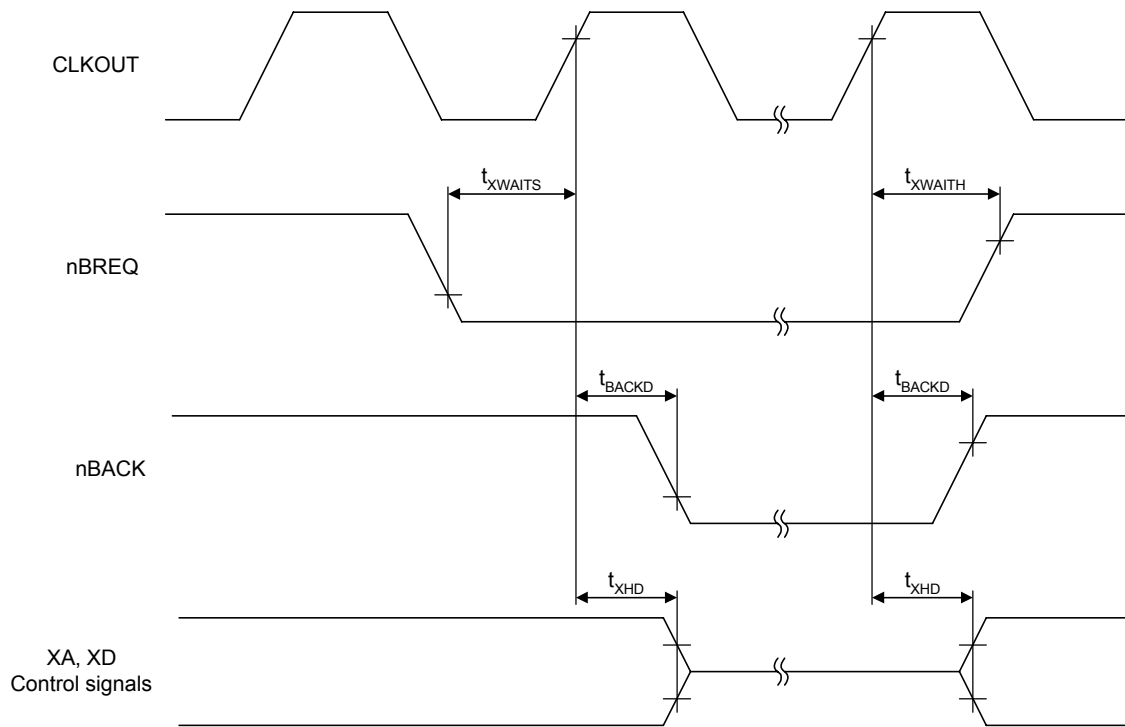 CLKOUT
tXWAITS
tXWAITH
nBREQ
tBACKD
tBACKD
nBACK
tXHD
tXHD
XA, XD
Control signals